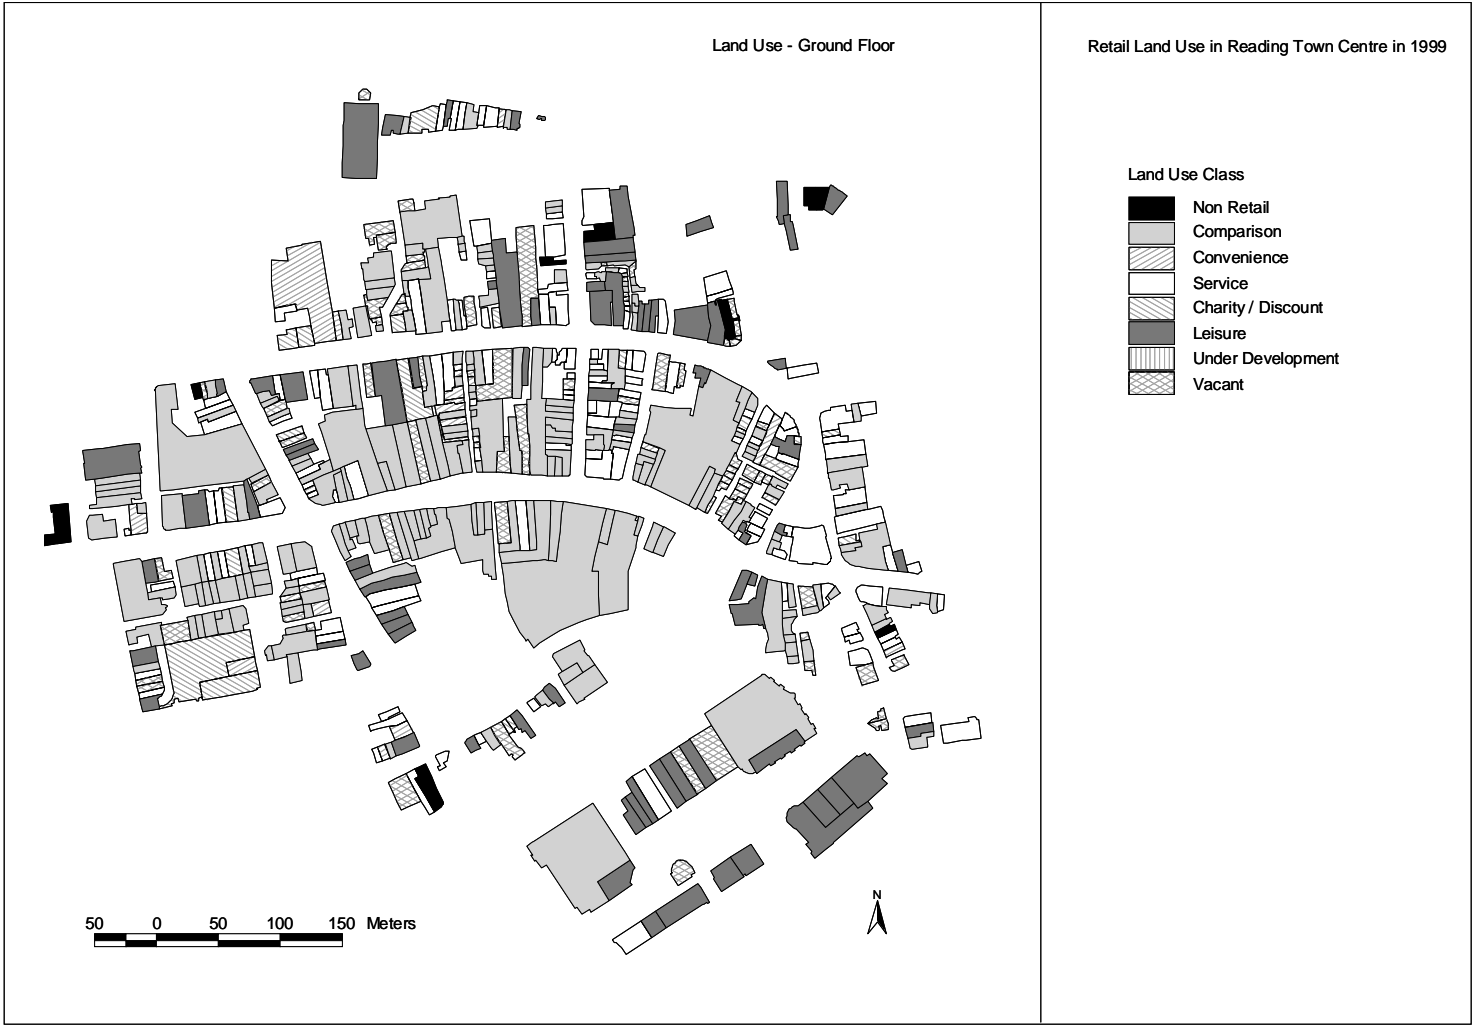 Land Use - Ground Floor
Retail Land Use in Reading Town Centre in 1999
Land Use Class
Non Retail
Comparison
Convenience
Service
Charity / Discount
Leisure
Under Development
Vacant
50 0 50 100 150 Meters
N